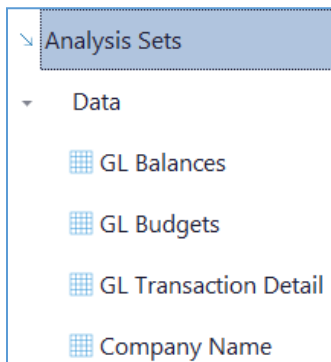 Analysis Sets
Data
GL Balances
GL Budgets
GL Transaction Detail
Company Name